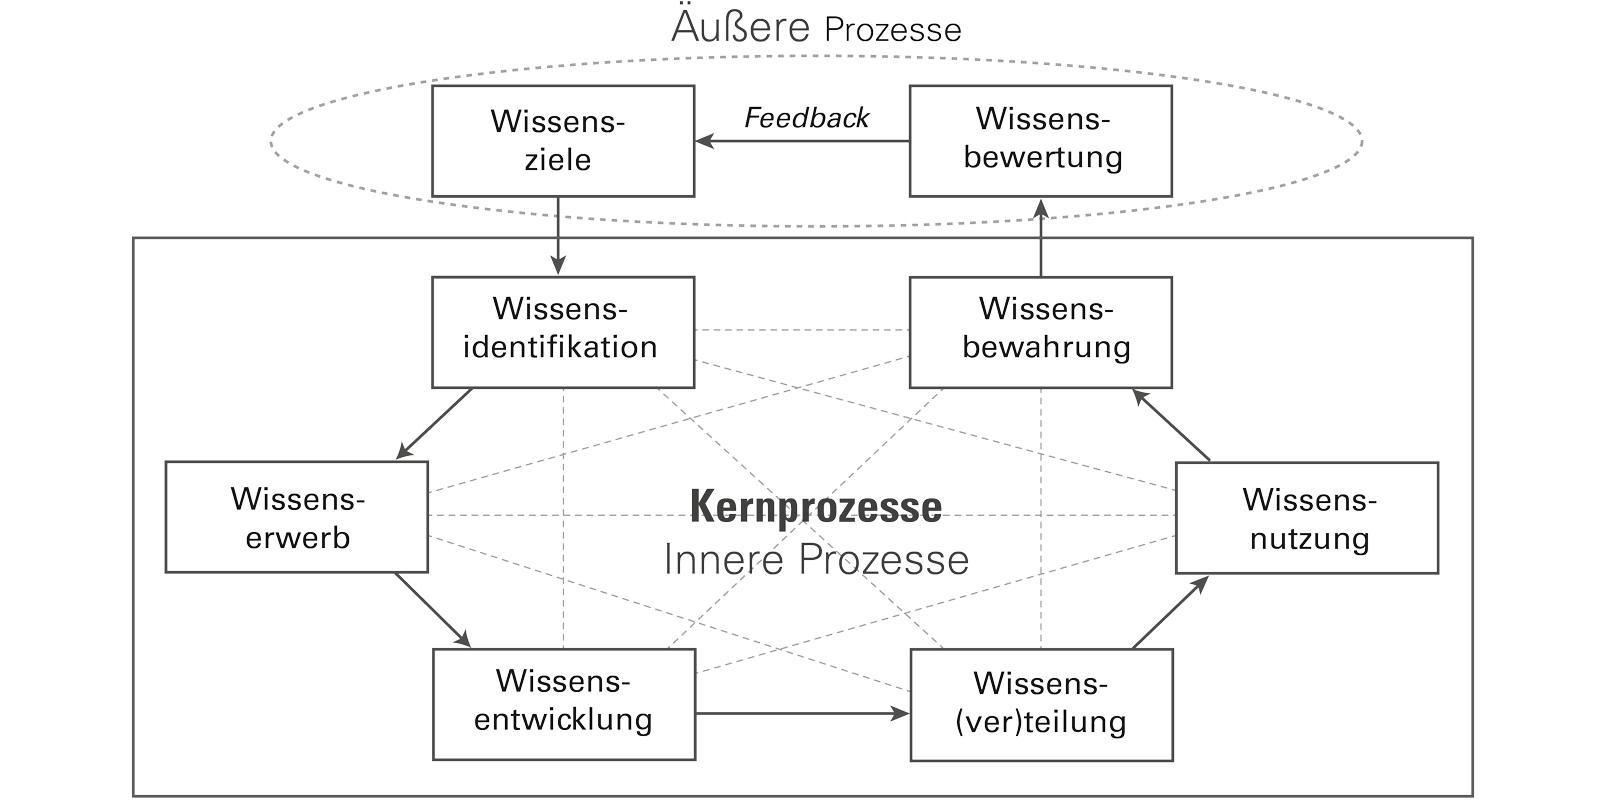 Äußere Prozesse
Wissens-
ziele
Feedback
Wissens-
bewertung
Wissens-
identifikation
Wissens-
bewahrung
Wissens-
erwerb
Kernprozesse
Innere Prozesse
Wissens-
nutzung
Wissens-
entwicklung
Wissens-
(ver)teilung